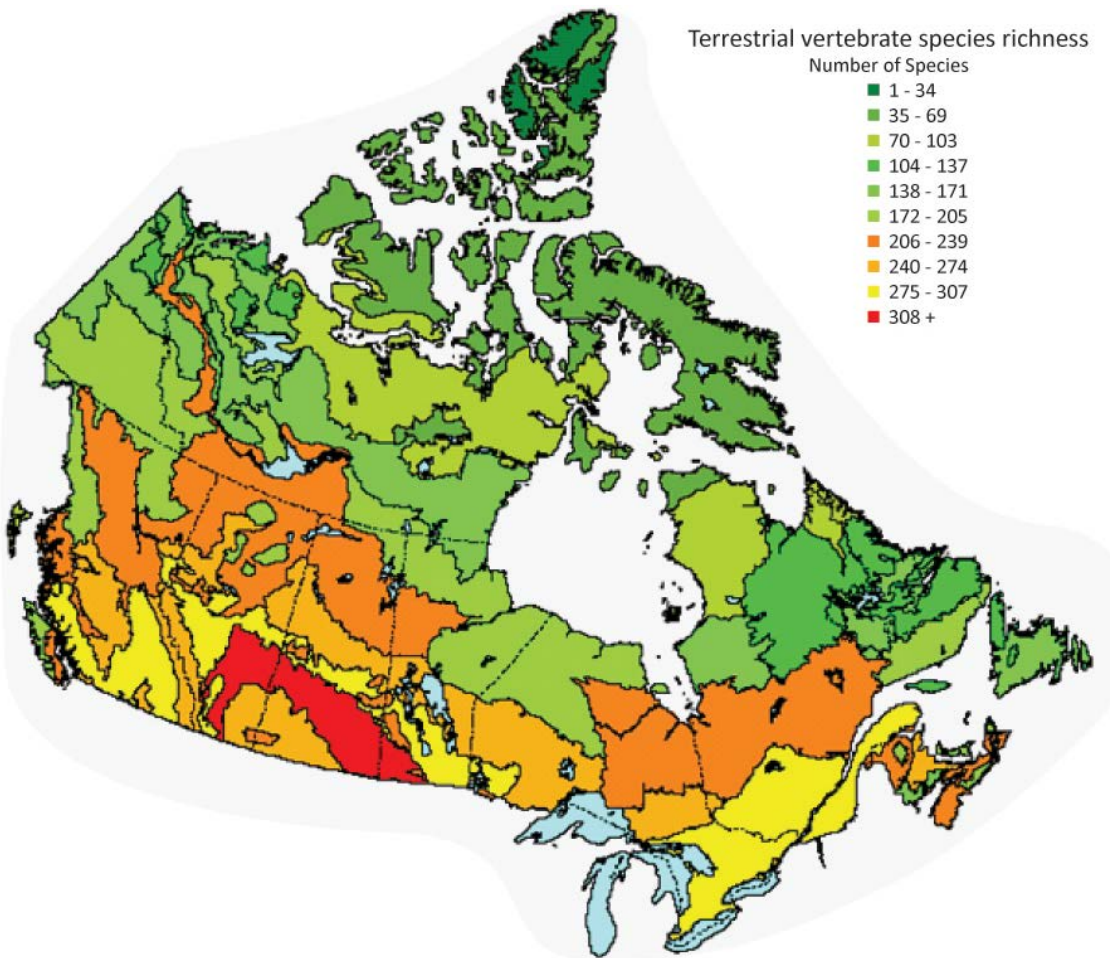 Terrestrial vertebrate species richness
Number of Species
1 - 34
35 - 69
70 - 103
104 - 137
138 - 171
172 - 205
206 - 239
240 - 274
275 - 307
308 +